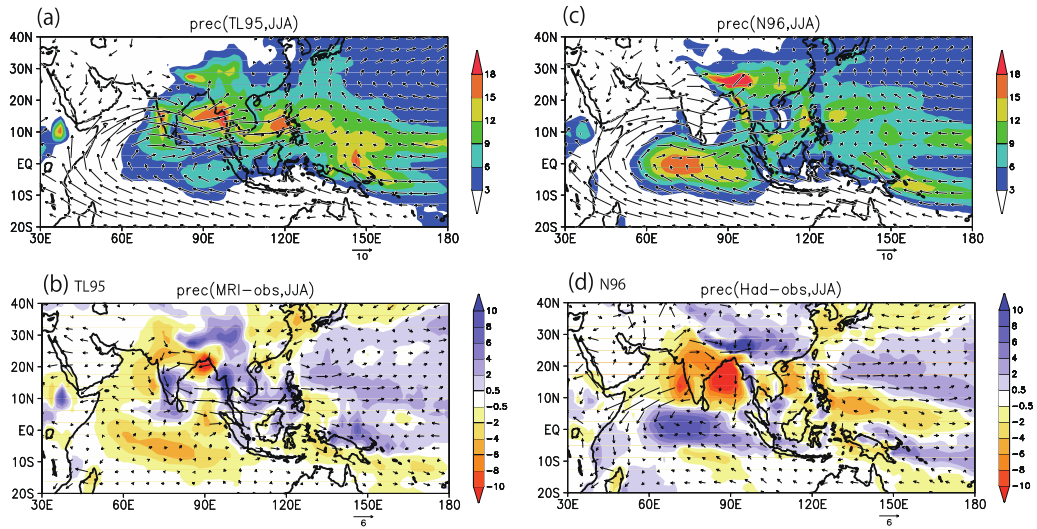 (a)
prec(TL95,JJA)
40N
30N
20N
10N
EQ
10S
20S
30E
60E
90E
120E
150E
180
10
18
15
12
9
6
3
(c)
prec(N96,JJA)
40N
30N
20N
10N
EQ
10S
20S
30E
60E
90E
120E
150E
180
10
18
15
12
9
6
3
(b) TL95
prec(MRI-obs,JJA)
40N
30N
20N
10N
EQ
10S
20S
30E
60E
90E
120E
150E
180
6
10
8
6
4
2
0.5
-0.5
-2
-4
-6
-8
-10
(d) N96
prec(Had-obs,JJA)
40N
30N
20N
10N
EQ
10S
20S
30E
60E
90E
120E
150E
180
6
10
8
6
4
2
0.5
-0.5
-2
-4
-6
-8
-10